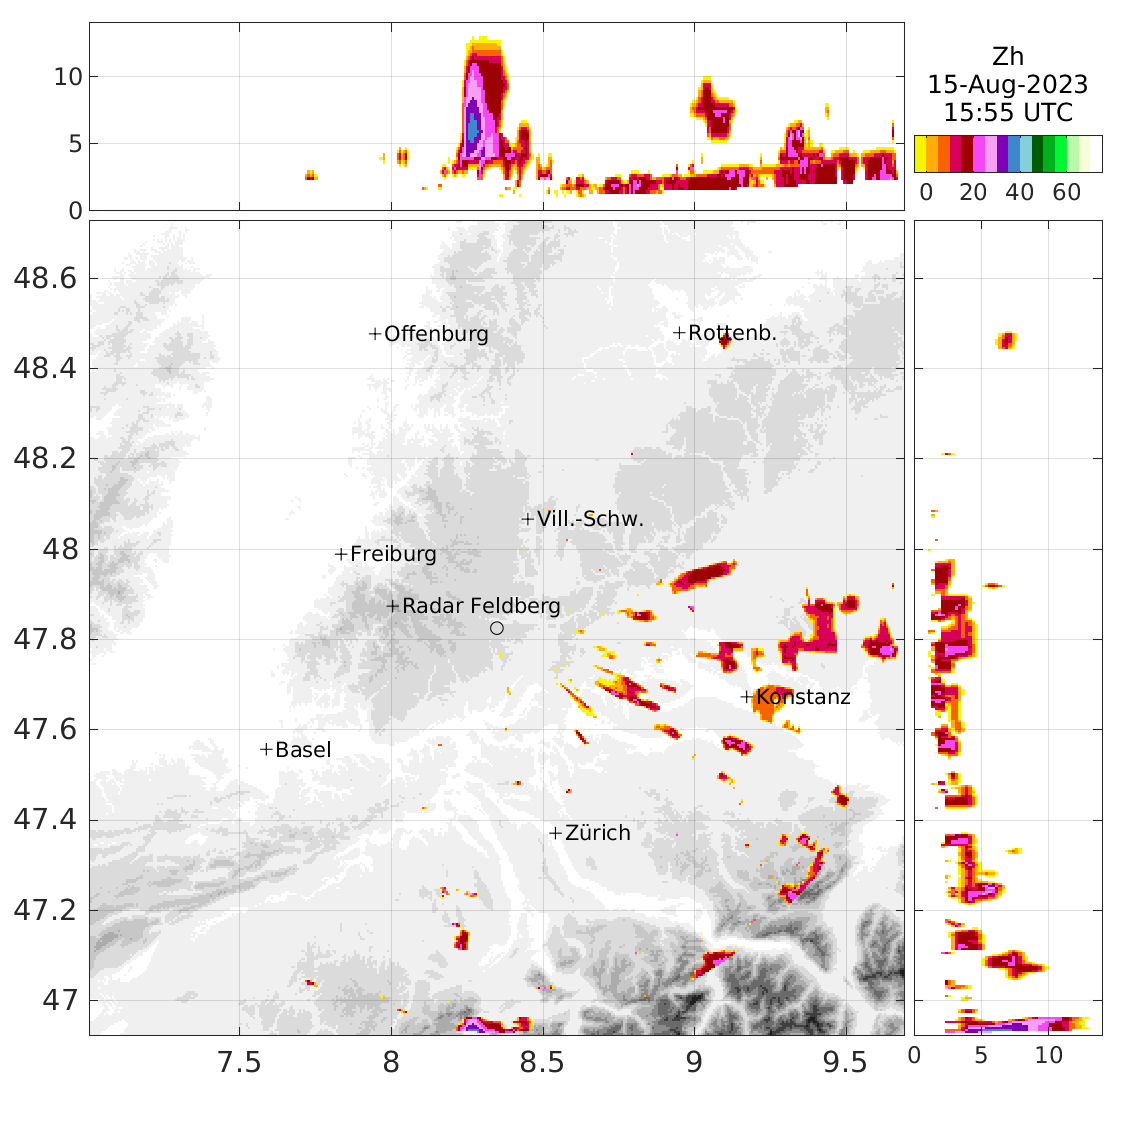 10
5
0
Zh
15-Aug-2023
15:55 UTC
0 20 40 60
48.6
48.4
48.2
48
47.8
47.6
47.4
47.2
47
+Offenburg
+Rottenb.
+Vill.-Schw.
+Freiburg
+Radar Feldberg
+Konstanz
+Basel
+Zürich
7.5 8 8.5 9 9.5
0 5 10